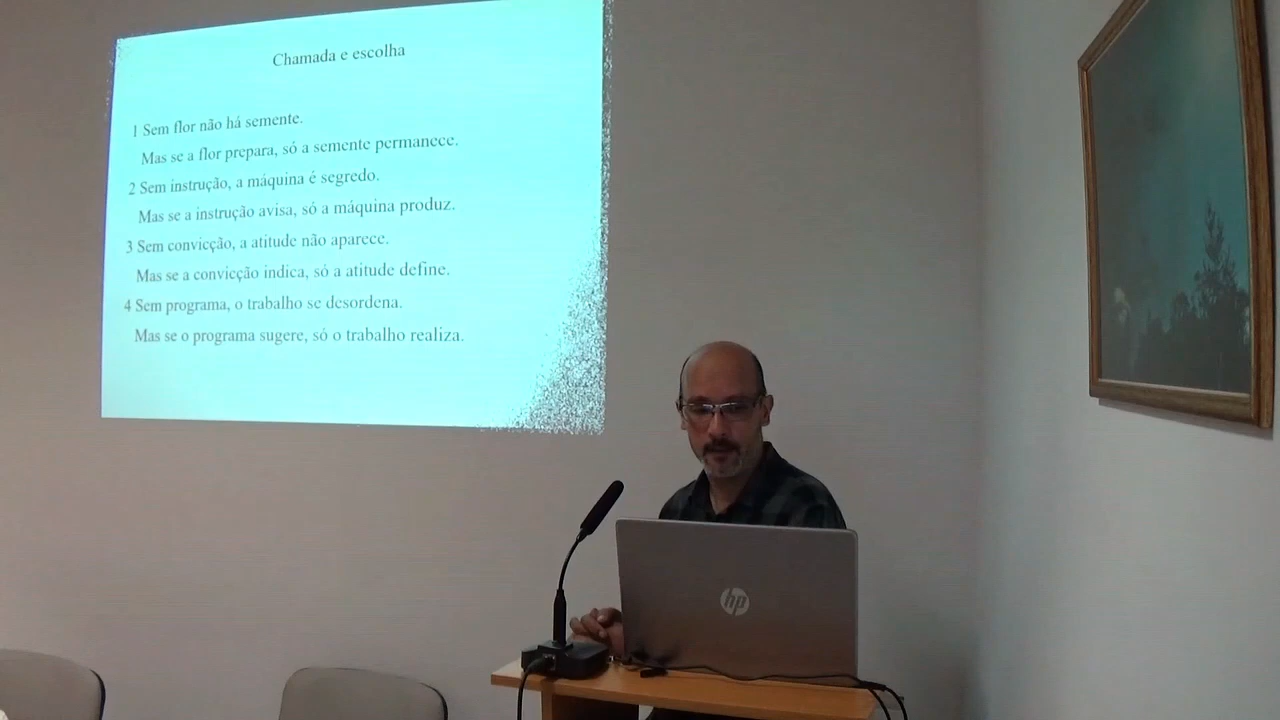 Chamada e escolha
1 Sem flor não há semente.
Mas se a flor prepara, só a semente permanece.
2 Sem instrução, a máquina é segredo.
Mas se a instrução avisa, só a máquina produz.
3 Sem convicção, a atitude não aparece.
Mas se a convicção indica, só a atitude define.
4 Sem programa, o trabalho se desordena.
Mas se o programa sugere, só o trabalho realiza.
hp